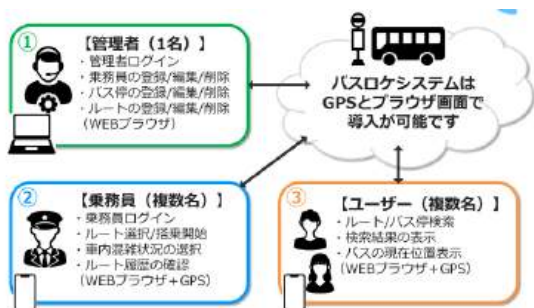 ①
【管理者（1名）】
・管理者ログイン
・乗務員の登録/編集/削除
・バス停の登録/編集/削除
・ルートの登録/編集/削除
（WEBブラウザ）
バスロケシステムは
GPSとブラウザ画面で
導入が可能です
②
【乗務員（複数名）】
・乗務員ログイン
・ルート選択/搭乗開始
・車内混雑状況の選択
・ルート履歴の確認
（WEBブラウザ+GPS）
③
【ユーザー（複数名）】
・ルート/バス停検索
・検索結果の表示
・バスの現在位置表示
（WEBブラウザ+GPS）